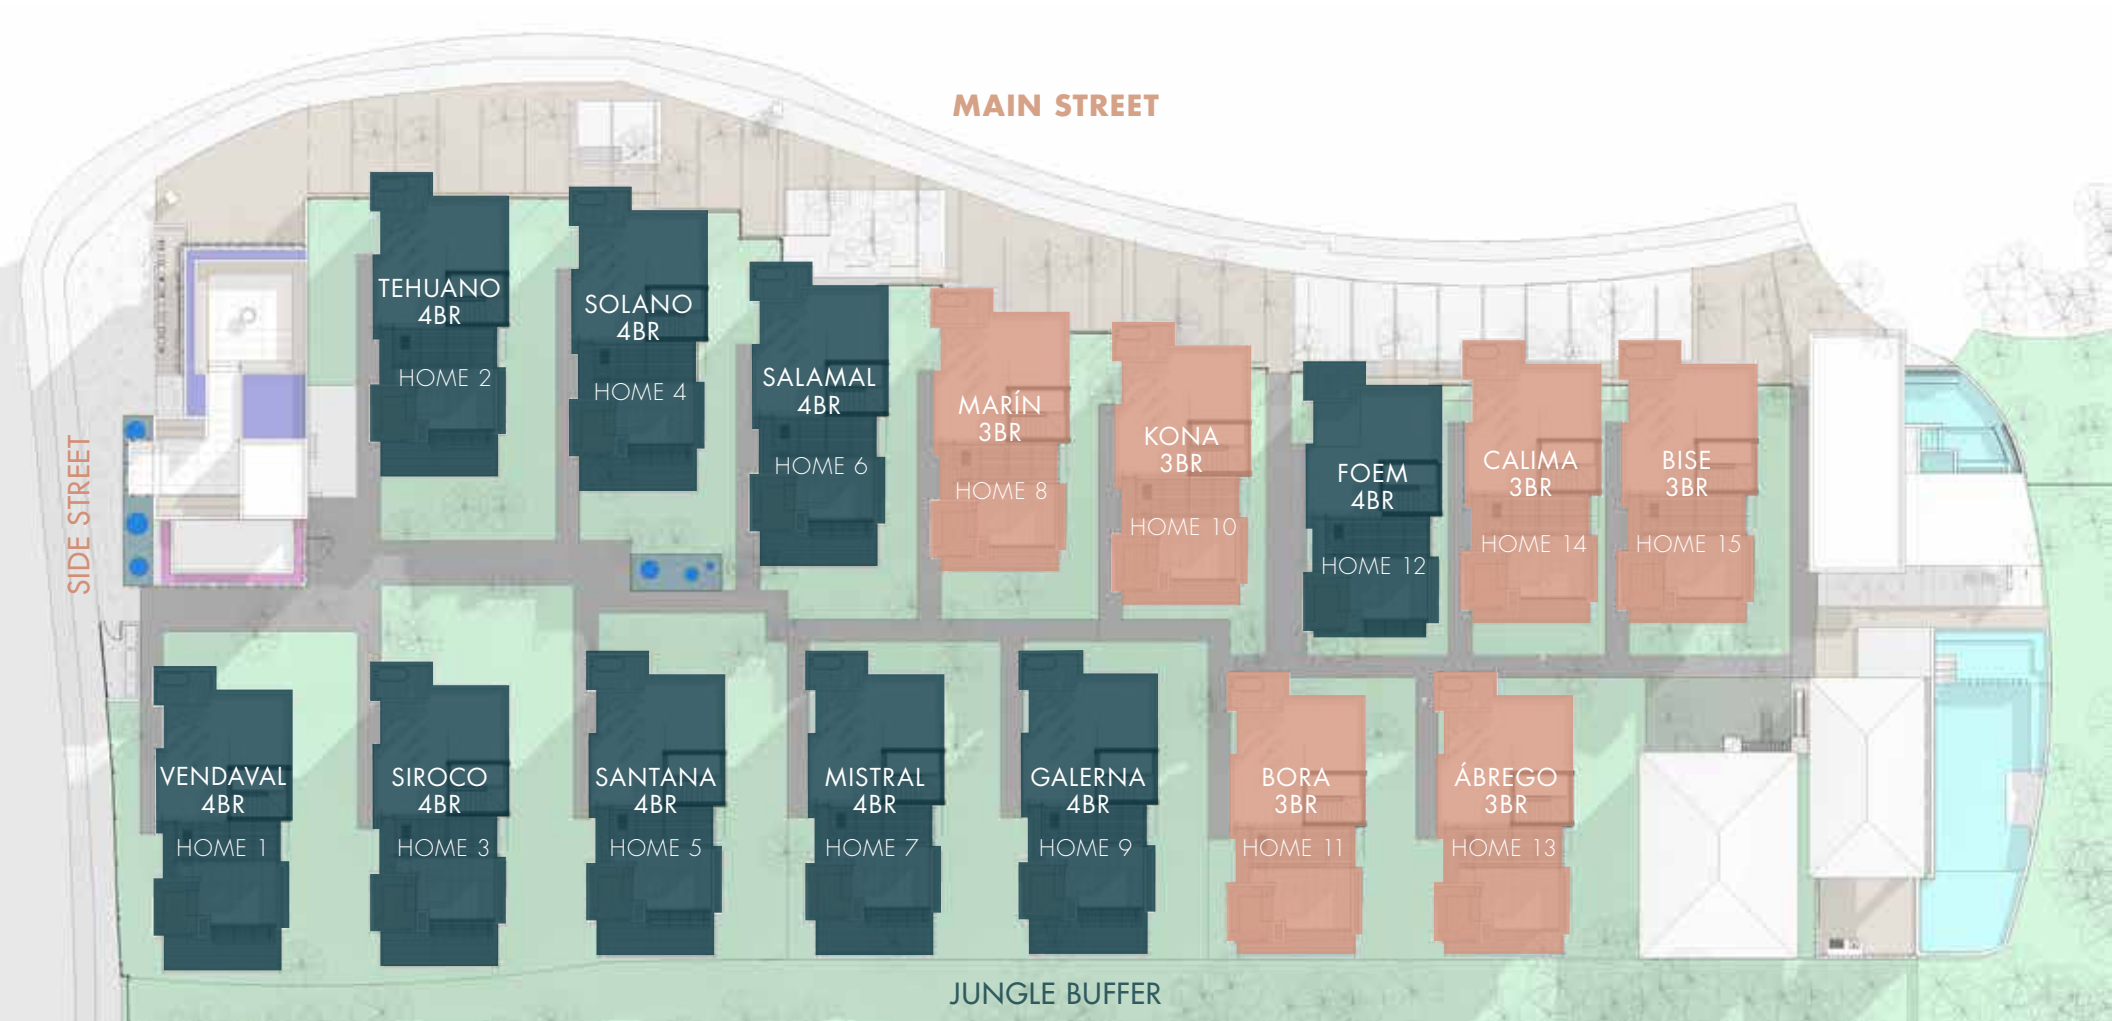 MAIN STREET
SIDE STREET
TEHUANO
4BR
HOME 2
SOLANO
4BR
HOME 4
SALAMAL
4BR
HOME 6
MARÍN
3BR
HOME 8
KONA
3BR
HOME 10
FOEM
4BR
HOME 12
CALIMA
3BR
HOME 14
BISE
3BR
HOME 15
VENDAVAL
4BR
HOME 1
SIROCO
4BR
HOME 3
SANTANA
4BR
HOME 5
MISTRAL
4BR
HOME 7
GALERNA
4BR
HOME 9
BORA
3BR
HOME 11
ÁBREGO
3BR
HOME 13
JUNGLE BUFFER